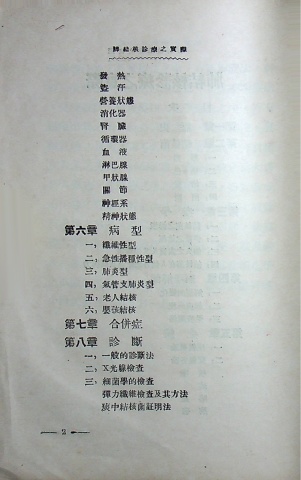 肺結核診療之實際
發熱
盜汗
營養狀態
消化器
腎臟
循環器
血液
淋巴腺
甲狀腺
關節
神經系
精神狀態
第六章 病型
一，纖維性型
二，急性播種性型
三，肺炎型
四，氣管支肺炎型
五，老人結核
六，嬰孩結核
第七章 合併症
第八章 診斷
一，一般的診斷法
二，X光線檢查
三，細菌學的檢查
彈力纖維檢查及其方法
痰中結核菌証明法